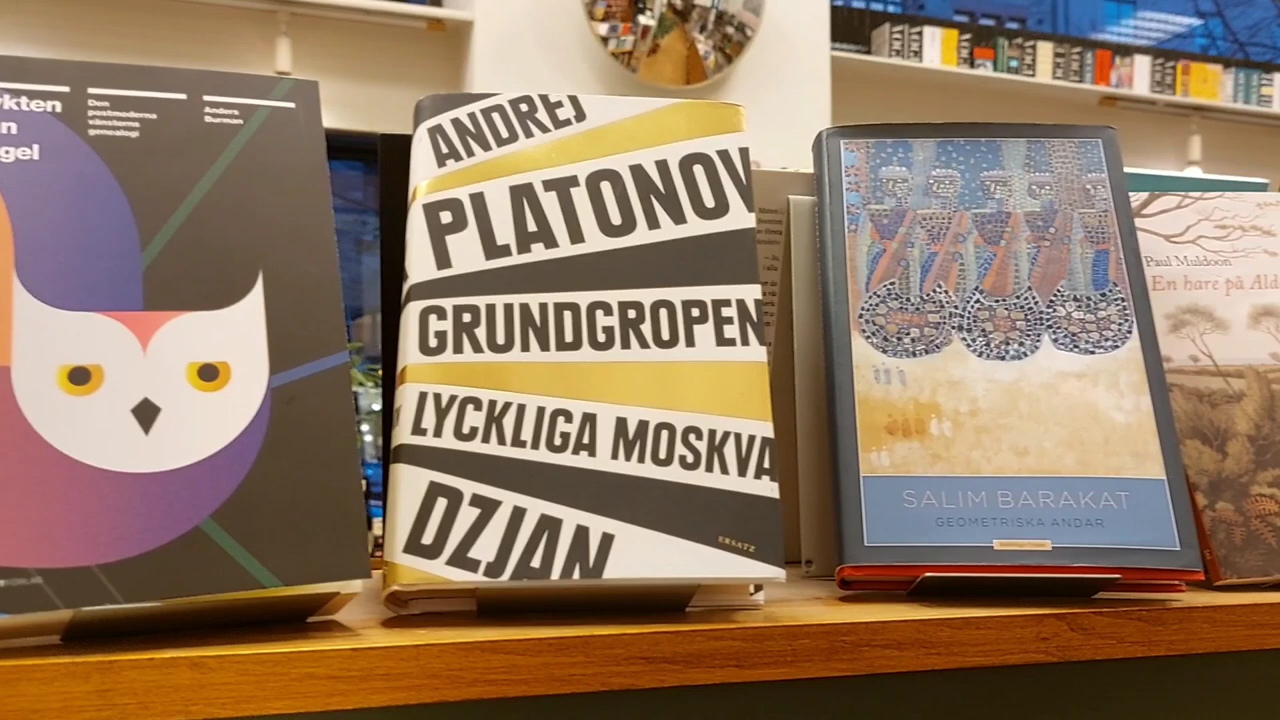 ykten
n
gel
Den
postmoderna
vänsterns
genealogi
Anders
Burman
ANDREJ
PLATONOV
GRUNDGROPEN
LYCKLIGA MOSKVA
DZJAN
ERSATZ
SALIM BARAKAT
GEOMETRISKA ANDAR
Paul Muldoon
En hare på Ald